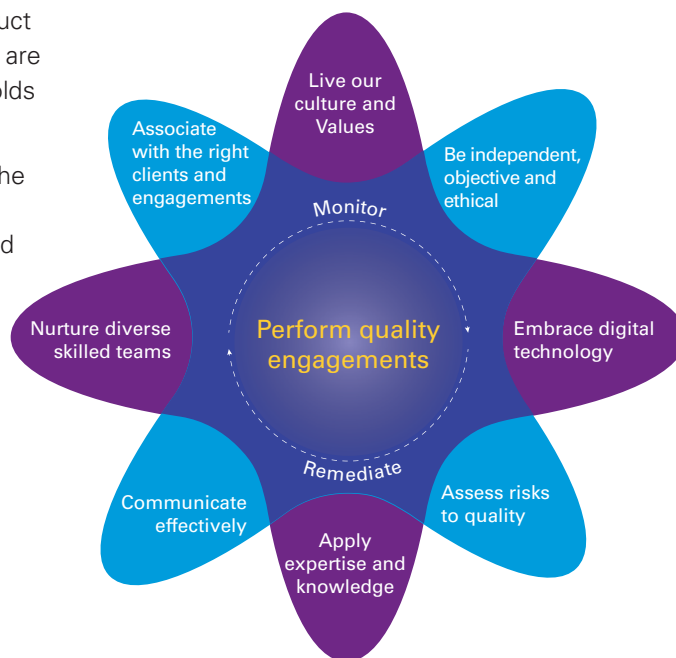 Live our
culture and
Values
Be independent,
objective and
ethical
Embrace digital
technology
Assess risks
to quality
Apply
expertise and
knowledge
Communicate
effectively
Nurture diverse
skilled teams
Associate
with the right
clients and
engagements
Monitor
Perform quality
engagements
Remediate
are